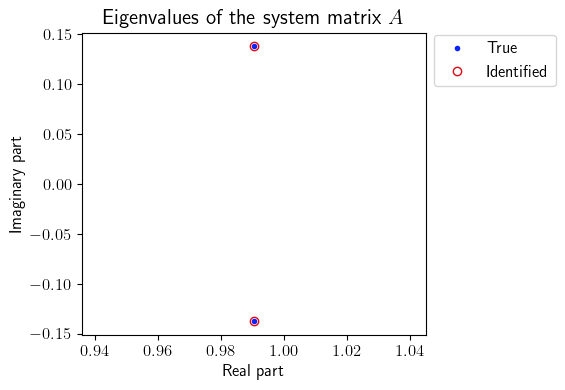 Eigenvalues of the system matrix A
0.15
0.10
0.05
0.00
−0.05
−0.10
−0.15
Imaginary part
0.94 0.96 0.98 1.00 1.02 1.04
Real part
True
Identified